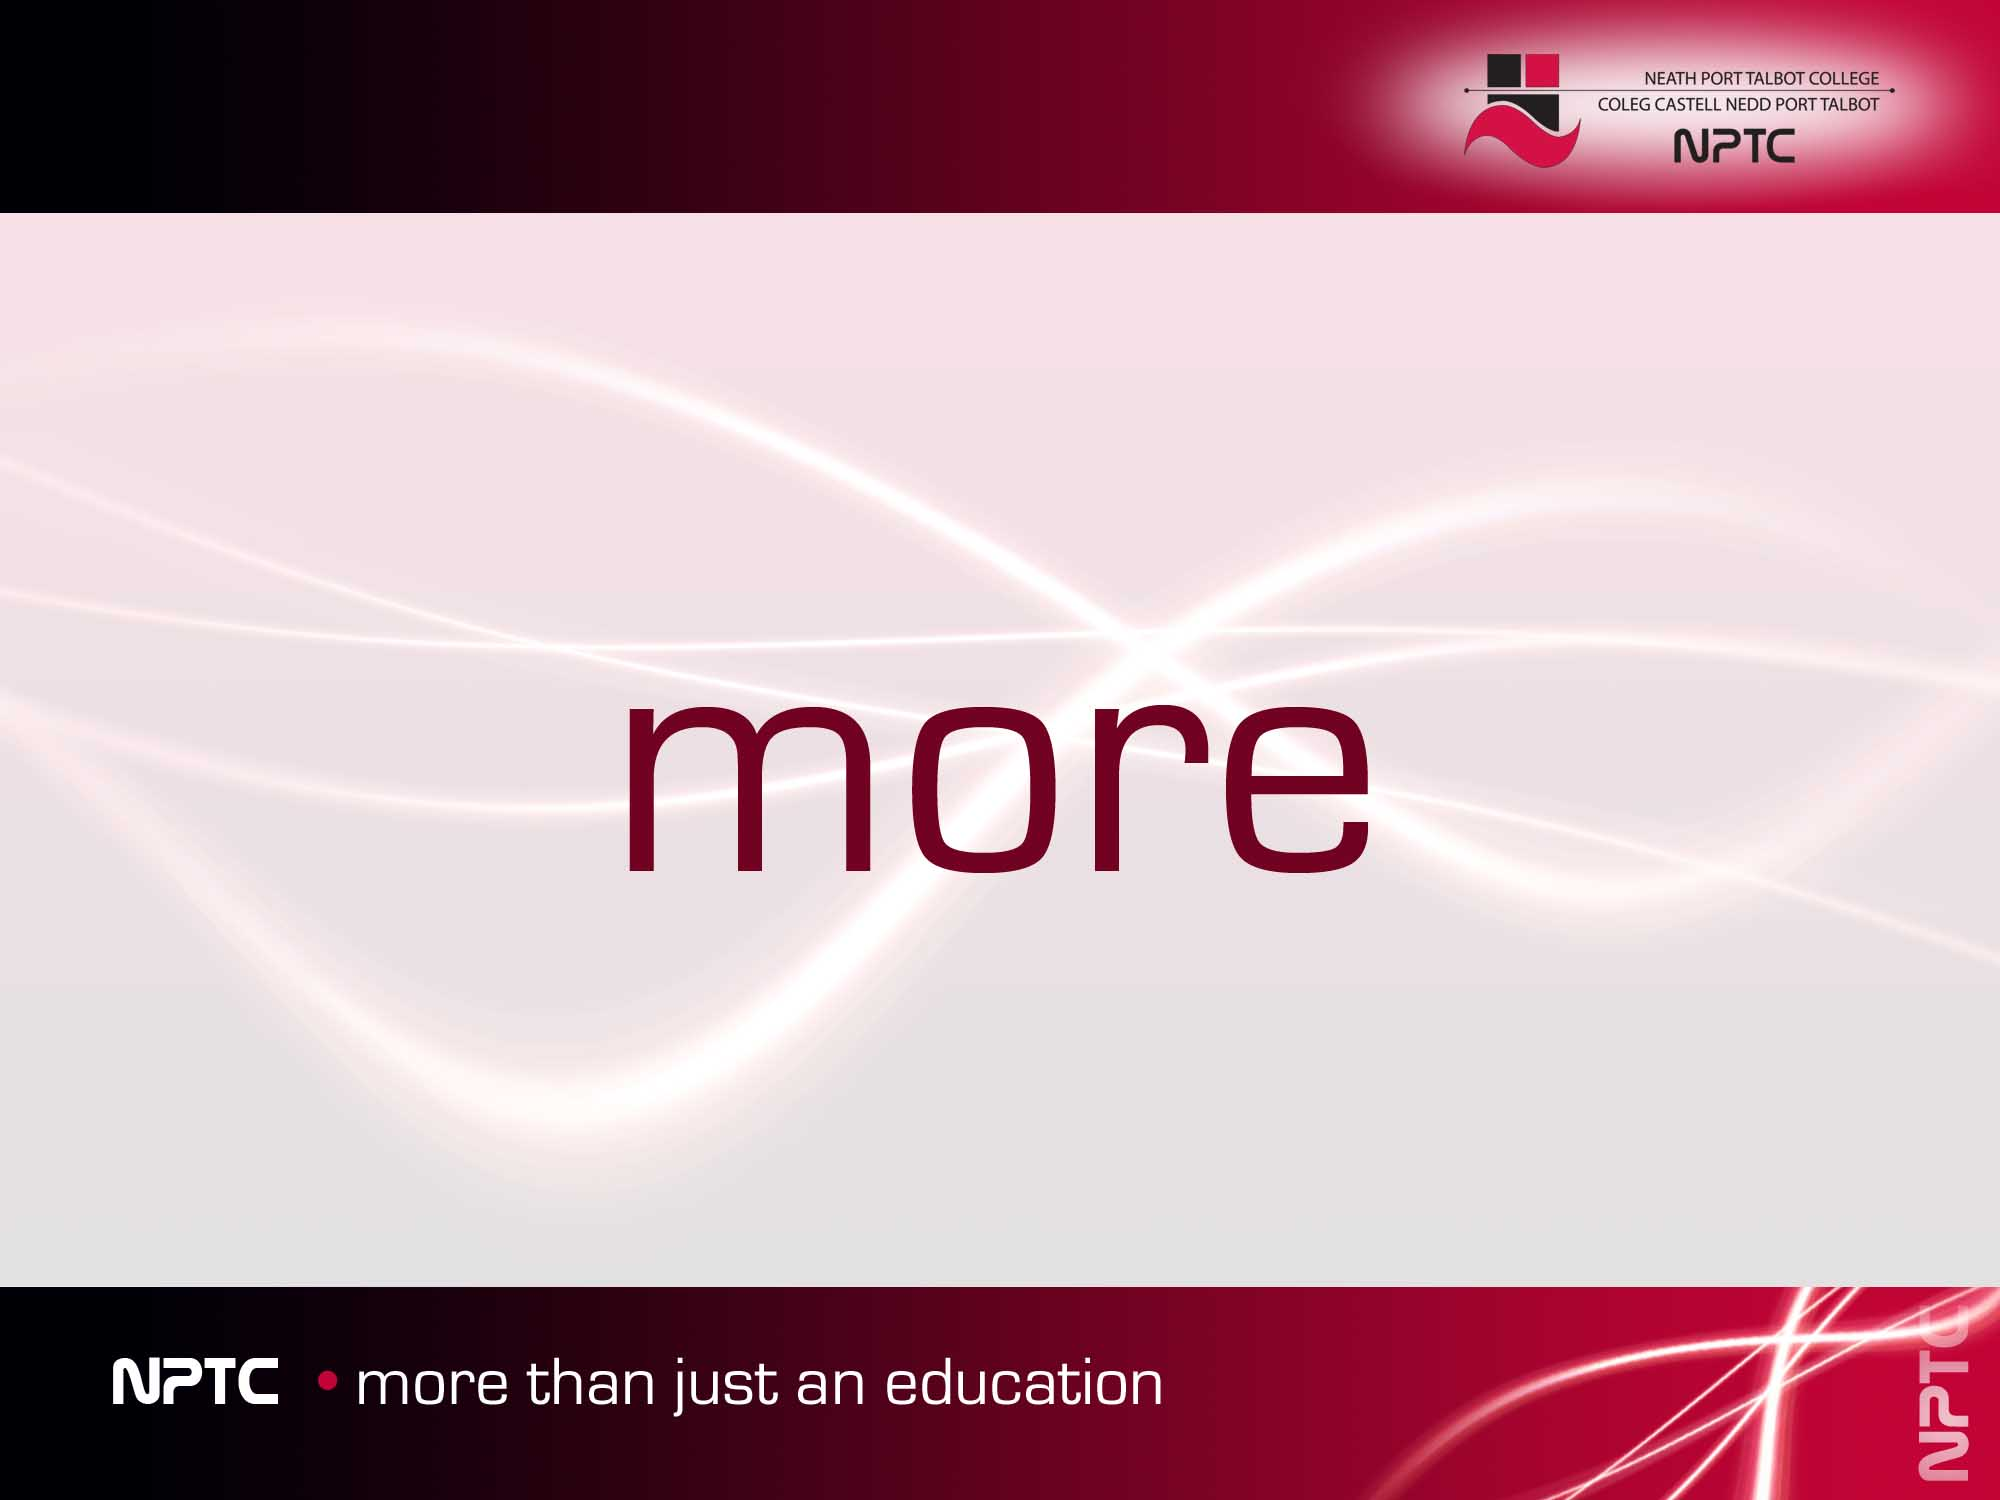 NEATH PORT TALBOT COLLEGE
COLEG CASTELL NEDD PORT TALBOT
NPTC
more
NPTC • more than just an education
NPTC